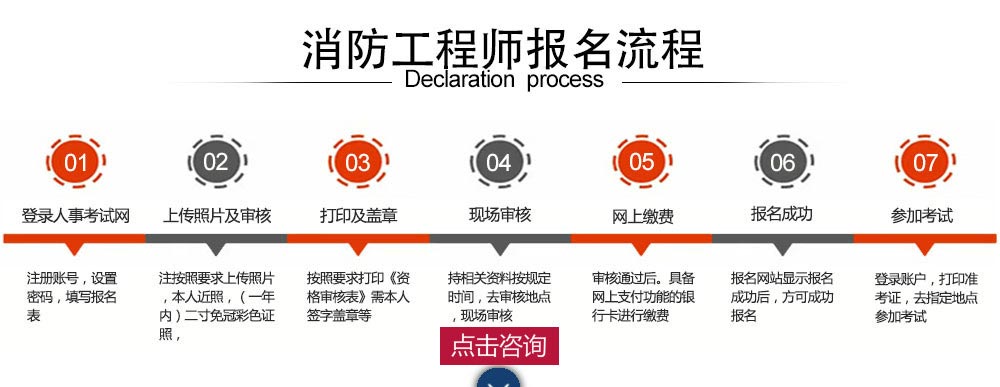 消防工程师报名流程
Declaration process
01
02
03
04
05
06
07
登录人事考试网
上传照片及审核
打印及盖章
现场审核
网上缴费
报名成功
参加考试
注册账号，设置
密码，填写报名
表
注按照要求上传照片
，本人近照，（一年
内）二寸免冠彩色证
照，
按照要求打印《资
格审核表》需本人
签字盖章等
持相关资料按规定
时间，去审核地点
，现场审核
审核通过后。具备
网上支付功能的银
行卡进行缴费
报名网站显示报名
成功后，方可成功
报名
登录账户，打印准
考证，去指定地点
参加考试
点击咨询